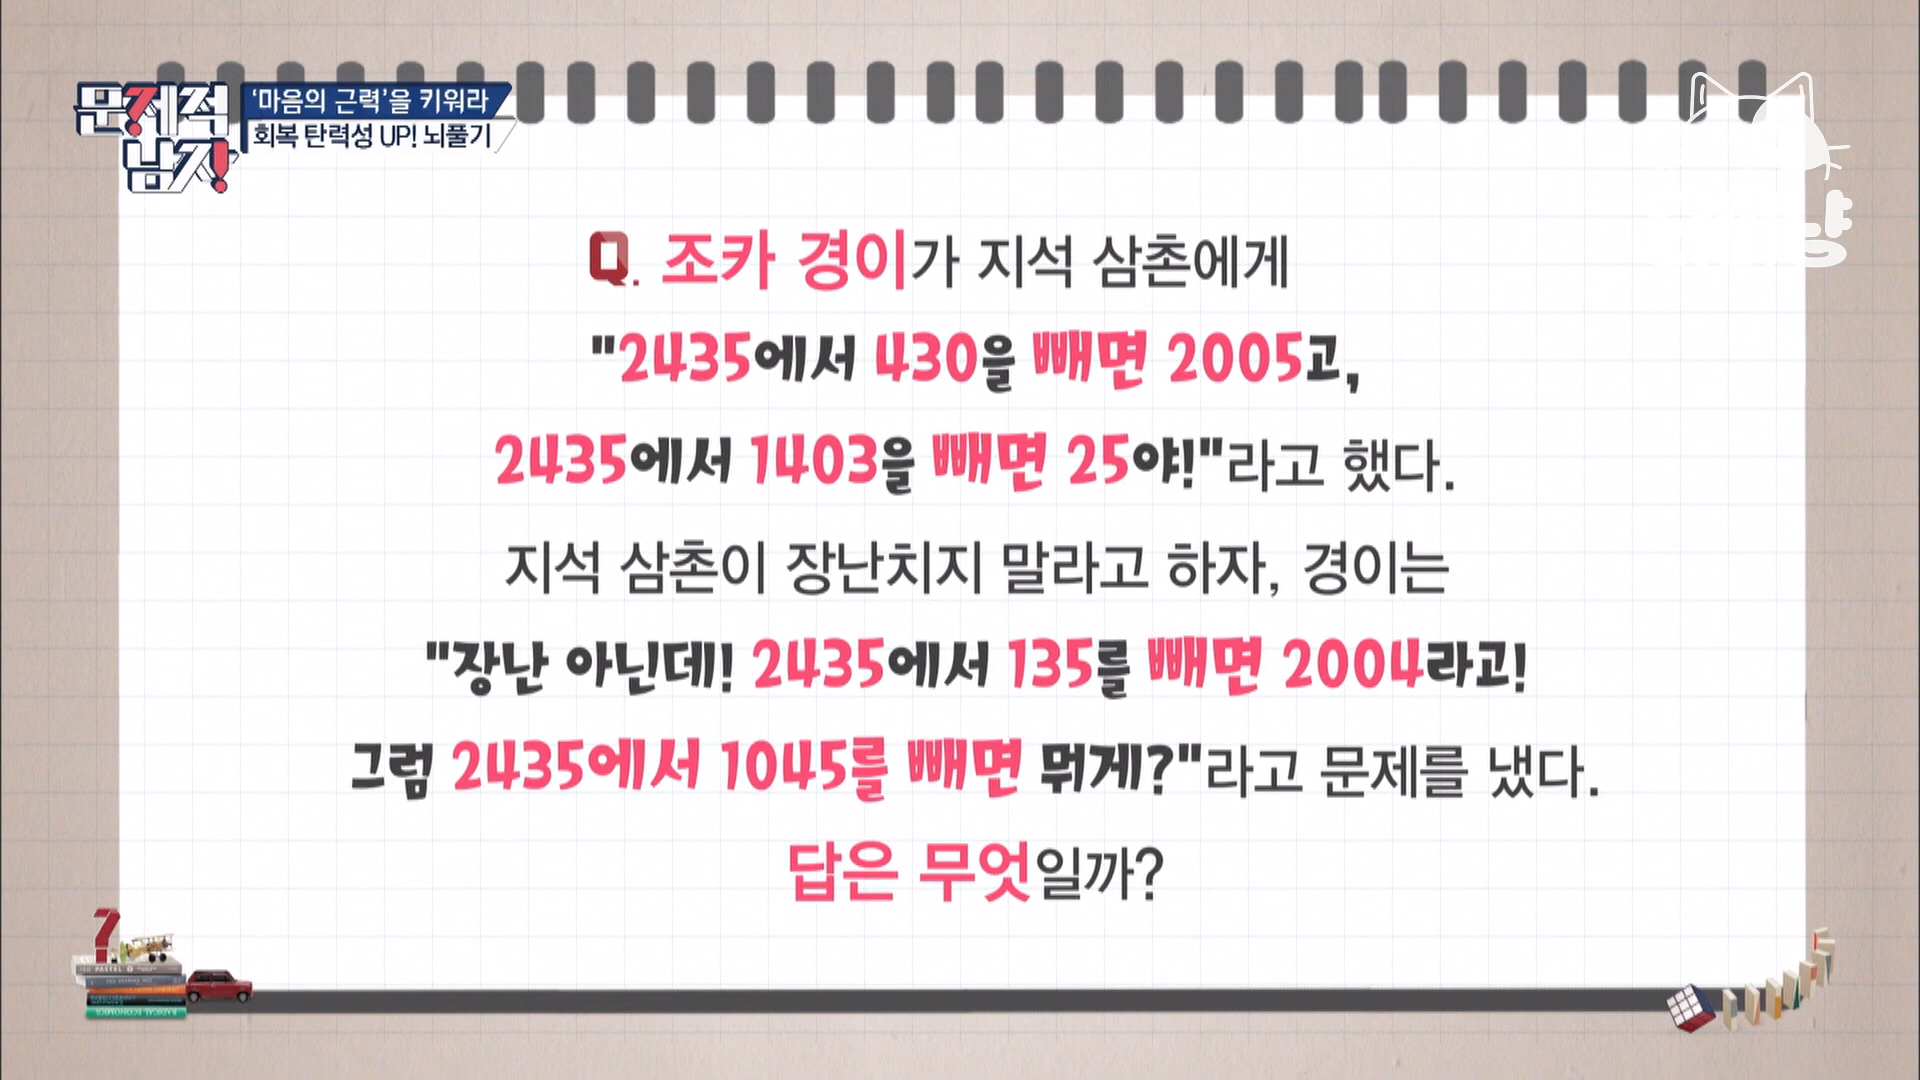 문제적
남자!
‘마음의 근력’을 키워라
회복 탄력성 UP! 뇌풀기
Q. 조카 경이가 지석 삼촌에게
"2435에서 430을 빼면 2005고,
2435에서 1403을 빼면 25야!"라고 했다.
지석 삼촌이 장난치지 말라고 하자, 경이는
"장난 아닌데! 2435에서 135를 빼면 2004라고!
그럼 2435에서 1045를 빼면 뭐게?"라고 문제를 냈다.
답은 무엇일까?